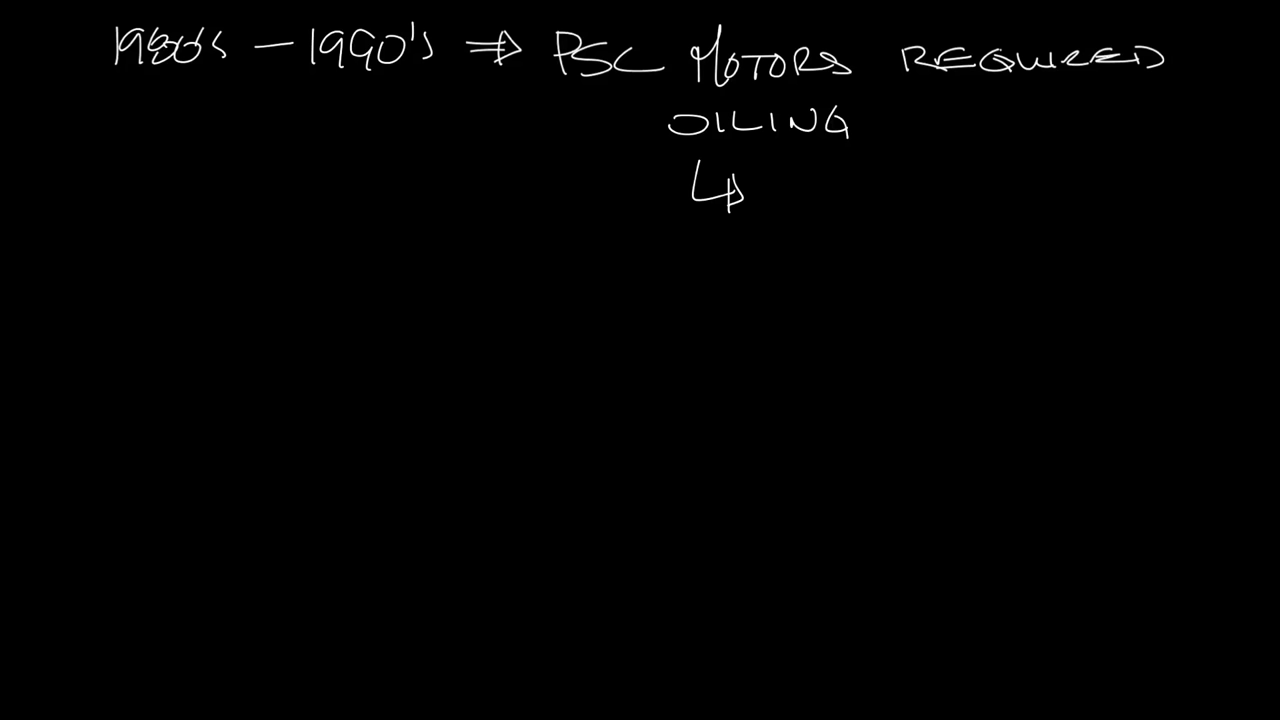 1980's - 1990's ⇒ PSC MOTORS REQUIRED
OILING
↳